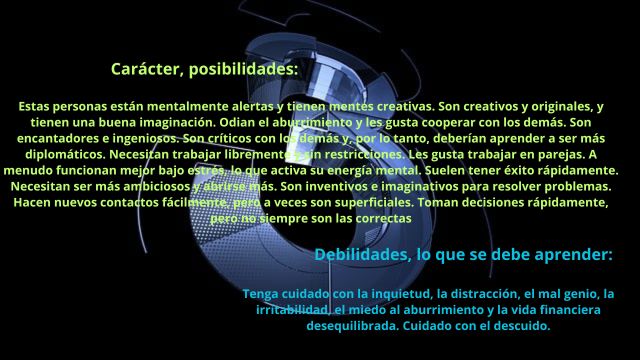 Carácter, posibilidades:
Estas personas están mentalmente alertas y tienen mentes creativas. Son creativos y originales, y
tienen una buena imaginación. Odian el aburrimiento y les gusta cooperar con los demás. Son
encantadores e ingeniosos. Son críticos con los demás y, por lo tanto, deberían aprender a ser más
diplomáticos. Necesitan trabajar libremente y sin restricciones. Les gusta trabajar en parejas. A
menudo funcionan mejor bajo estrés, lo que activa su energía mental. Suelen tener éxito rápidamente.
Necesitan ser más ambiciosos y abrirse más. Son inventivos e imaginativos para resolver problemas.
Hacen nuevos contactos fácilmente, pero a veces son superficiales. Toman decisiones rápidamente,
pero no siempre son las correctas
Debilidades, lo que se debe aprender:
Tenga cuidado con la inquietud, la distracción, el mal genio, la
irritabilidad, el miedo al aburrimiento y la vida financiera
desequilibrada. Cuidado con el descuido.